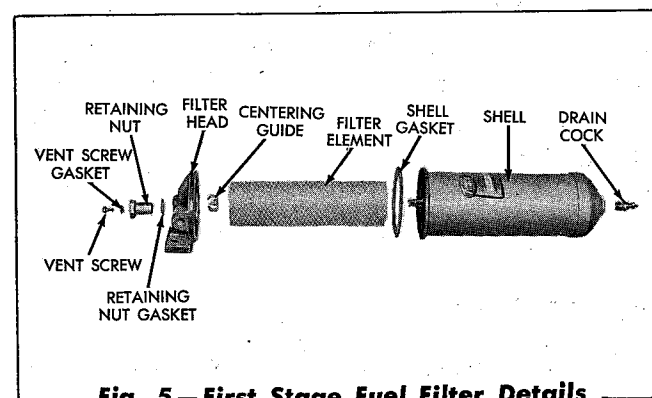 RETAINING
NUT
FILTER
HEAD
CENTERING
GUIDE
FILTER
ELEMENT
SHELL
GASKET
SHELL
DRAIN
COCK
VENT SCREW
GASKET
VENT SCREW
RETAINING
NUT GASKET
Fig. 5—First Stage Fuel Filter Details